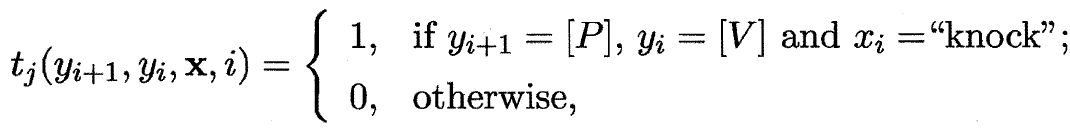 t_j(y_{i+1}, y_i, **x**, i) = { 1, if y_{i+1} = [P], y_i = [V] and x_i = “knock”;
0, otherwise,